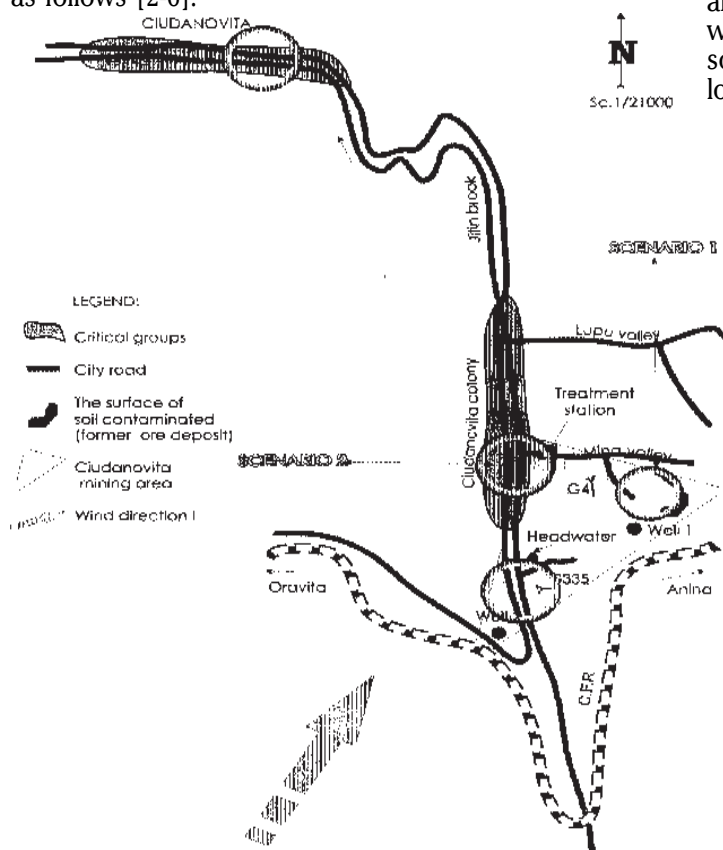 as follows [2-6].
CIUDANOVITA
N
Sc.1/21000
Jitin brook
SCENARIO 1
LEGEND:
Critical groups
City road
The surface of
soil contaminated
(former ore deposit)
Ciudanovita
mining area
Wind direction
Lupu valley
Ciudanovita colony
Treatment
station
SCENARIO 2
Mina valley
G4
Well 1
Headwater
Oravita
Anina
Well
C.F.R